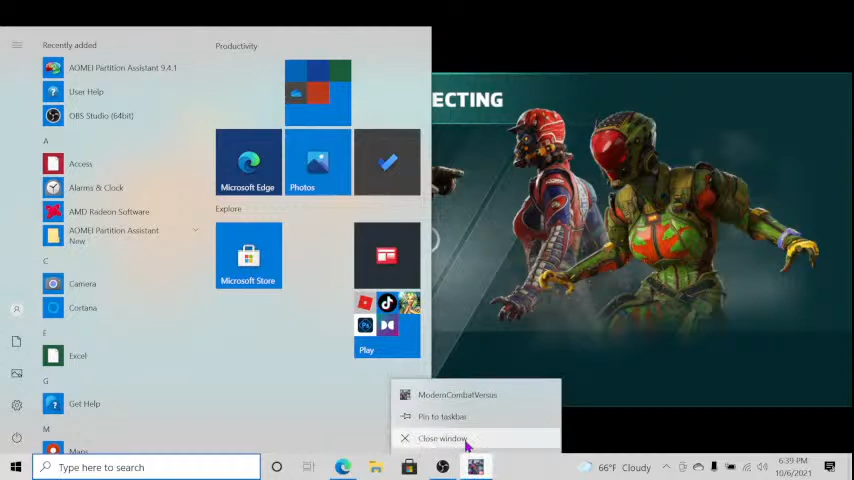 Recently added
AOMEI Partition Assistant 9.4.1
User Help
OBS Studio (64bit)
A
Access
Alarms & Clock
AMD Radeon Software
AOMEI Partition Assistant
New
C
Camera
Cortana
E
Excel
G
Get Help
M
Maps
Productivity
Microsoft Edge
Photos
Explore
Microsoft Store
Play
ECTING
ModernCombatVersus
Pin to taskbar
Close window
Type here to search
66°F Cloudy
6:39 PM
10/6/2021